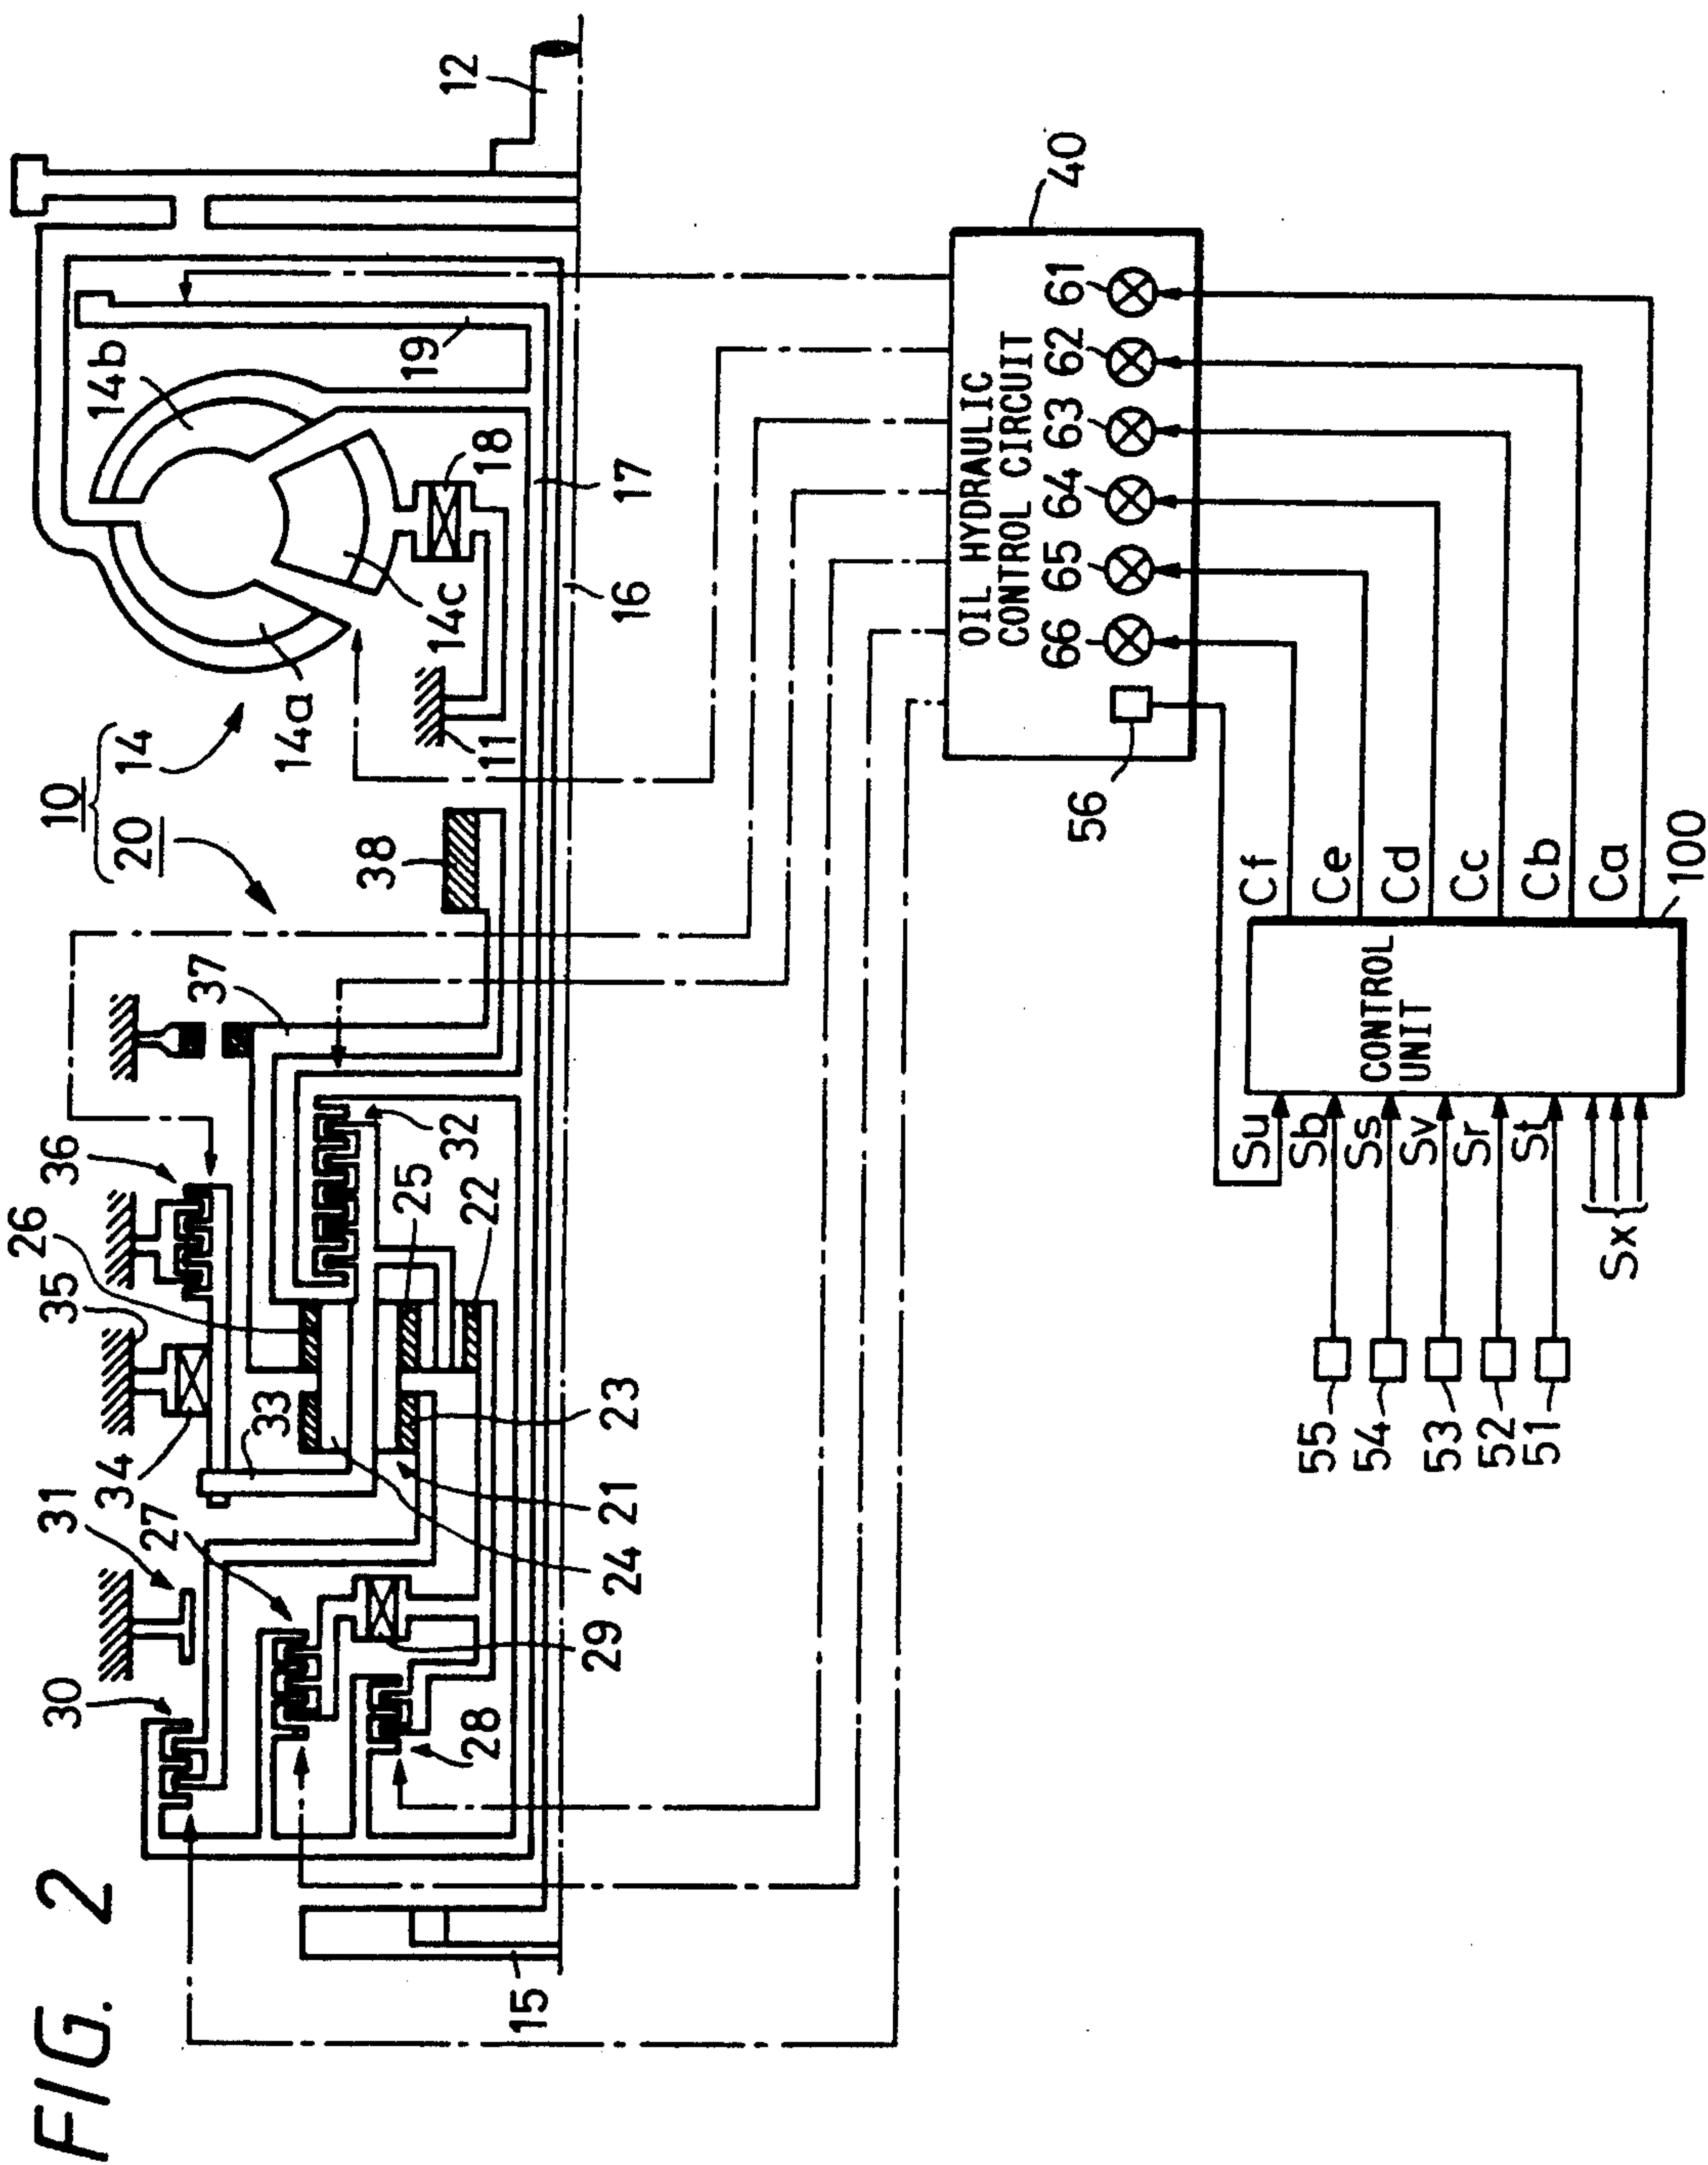 FIG. 2
10
20 14
14a
14b
14c
11
12
15
16
17
18
19
21
22
23
24
25
26
27
28
29
30
31
32
33
34
35
36
37
38
40
OIL HYDRAULIC
CONTROL CIRCUIT
66 65 64 63 62 61
56
Cf
Ce
Cd
Cc
Cb
Ca
100
CONTROL
UNIT
Su
Sb
Ss
Sv
Sr
St
Sx
55
54
53
52
51